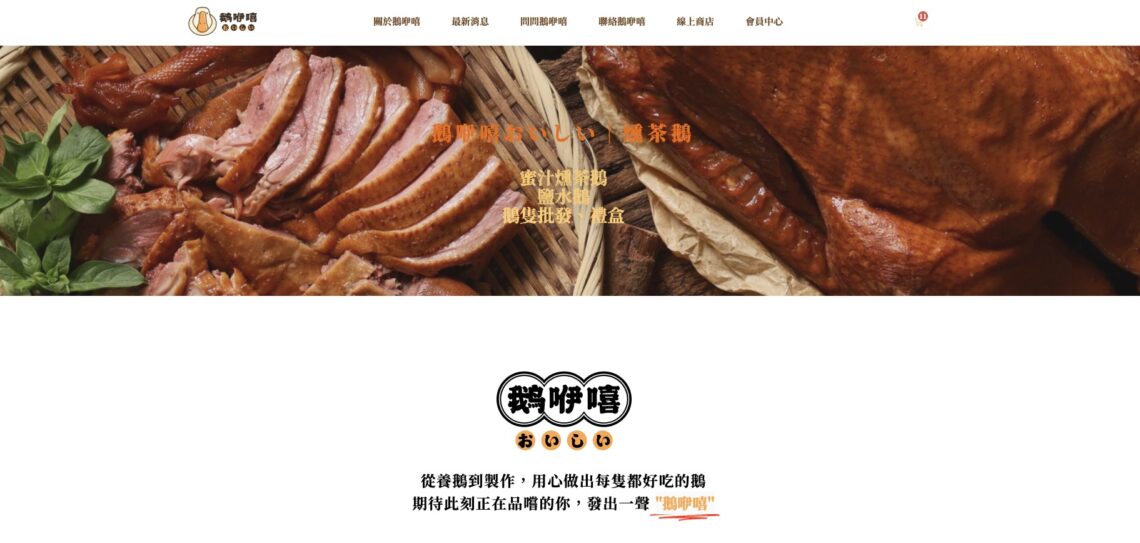 鵝咿嘻
おいしい
關於鵝咿嘻
最新消息
問問鵝咿嘻
聯絡鵝咿嘻
線上商店
會員中心
11
鵝咿嘻おいしい｜燻茶鵝
蜜汁燻茶鵝
鹽水鵝
鵝隻批發、禮盒
鵝咿嘻
おいしい
從養鵝到製作，用心做出每隻都好吃的鵝
期待此刻正在品嚐的你，發出一聲 "鵝咿嘻"